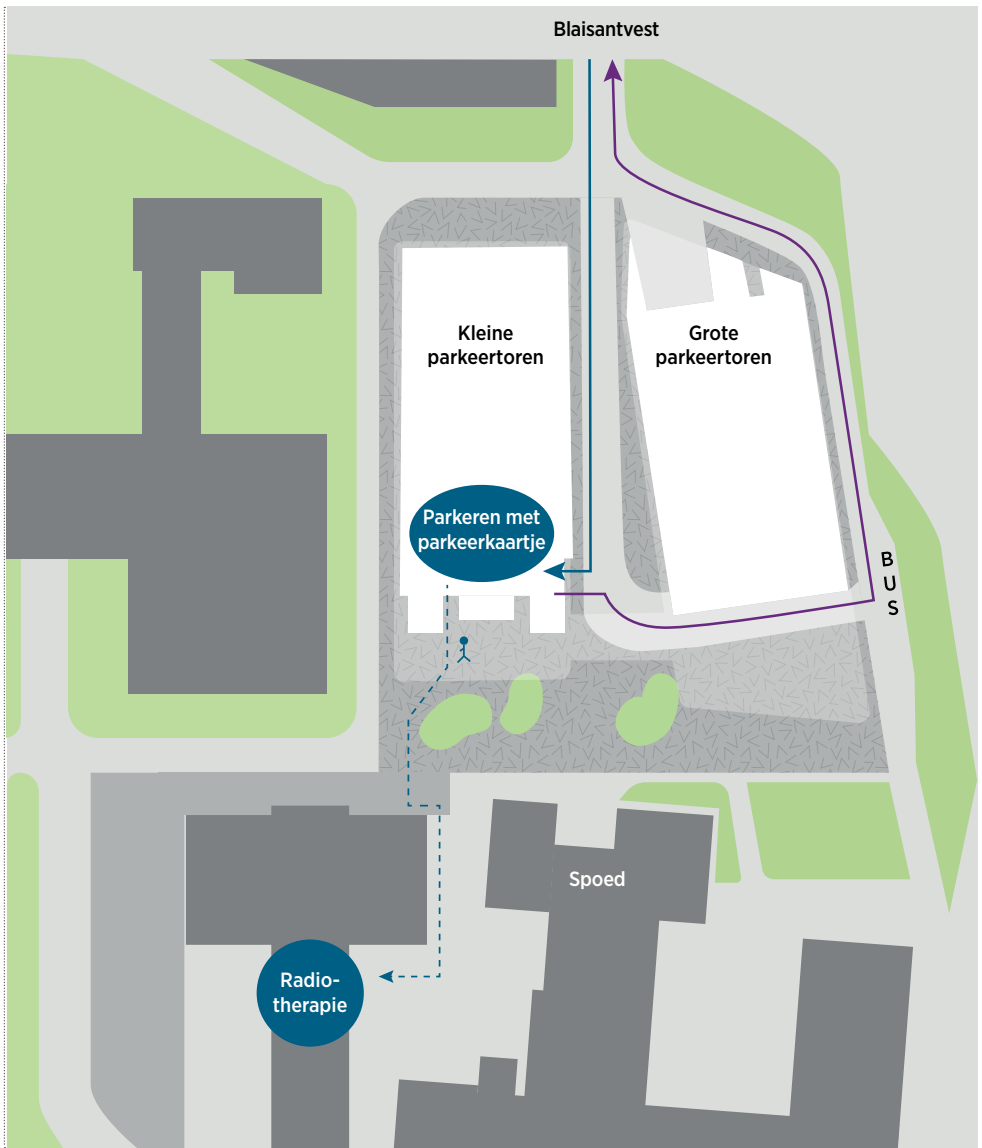 Blaisantvest
Kleine
parkeertoren
Grote
parkeertoren
Parkeren met
parkeerkaartje
B
U
S
Spoed
Radio-
therapie